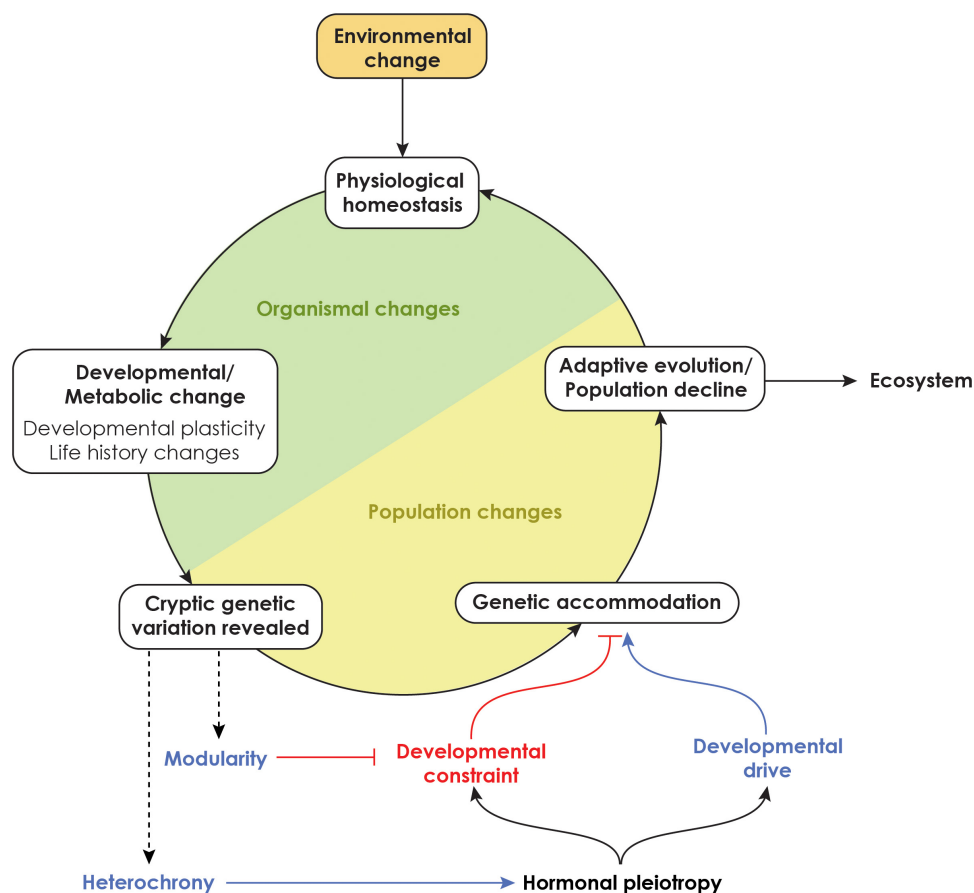 Environmental
change
Physiological
homeostasis
Organismal changes
Developmental/
Metabolic change
Developmental plasticity
Life history changes
Adaptive evolution/
Population decline
Ecosystem
Population changes
Cryptic genetic
variation revealed
Genetic accommodation
Modularity
Developmental
constraint
Developmental
drive
Heterochrony
Hormonal pleiotropy